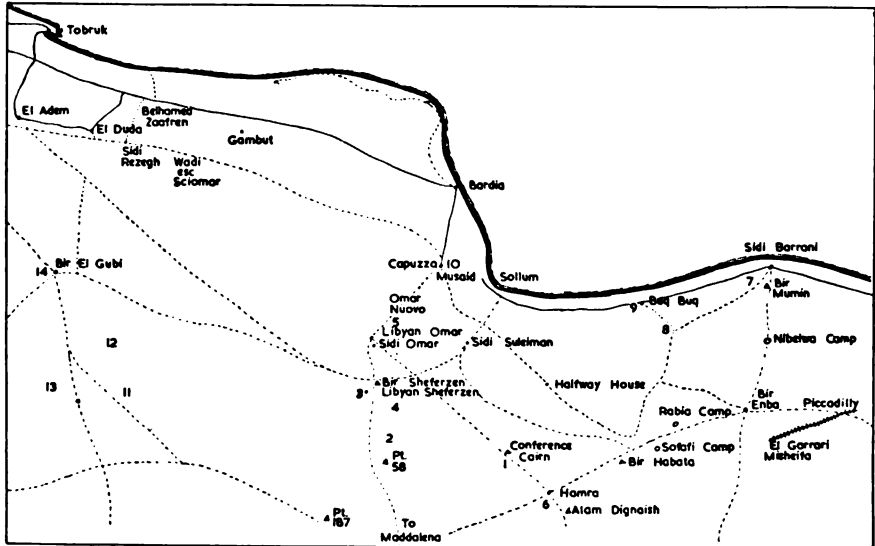 Tobruk
El Adem
El Duda
Belhamed
Zaafren
Sidi
Rezegh
Wadi
esc
Sciomar
Gambut
Bardia
Sidi Barrani
14
Bir El Gubi
Capuzzo 10
Musaid
Sollum
7
Bir
Mumin
Omar
Nuovo
5
Libyan Omar
Sidi Omar
9
Buq Buq
8
Nibeiwa Camp
12
Sidi Suleiman
13
11
3
Bir Sheferzen
Libyan Sheferzen
4
Halfway House
Rabia Camp
Bir
Enba
Piccadilly
2
Pt.
58
Conference
Cairn
1
Sofafi Camp
Bir
Habata
El Garrari
Misheifa
Pt.
187
To
Maddalena
Hamra
6
Alam Dignaish